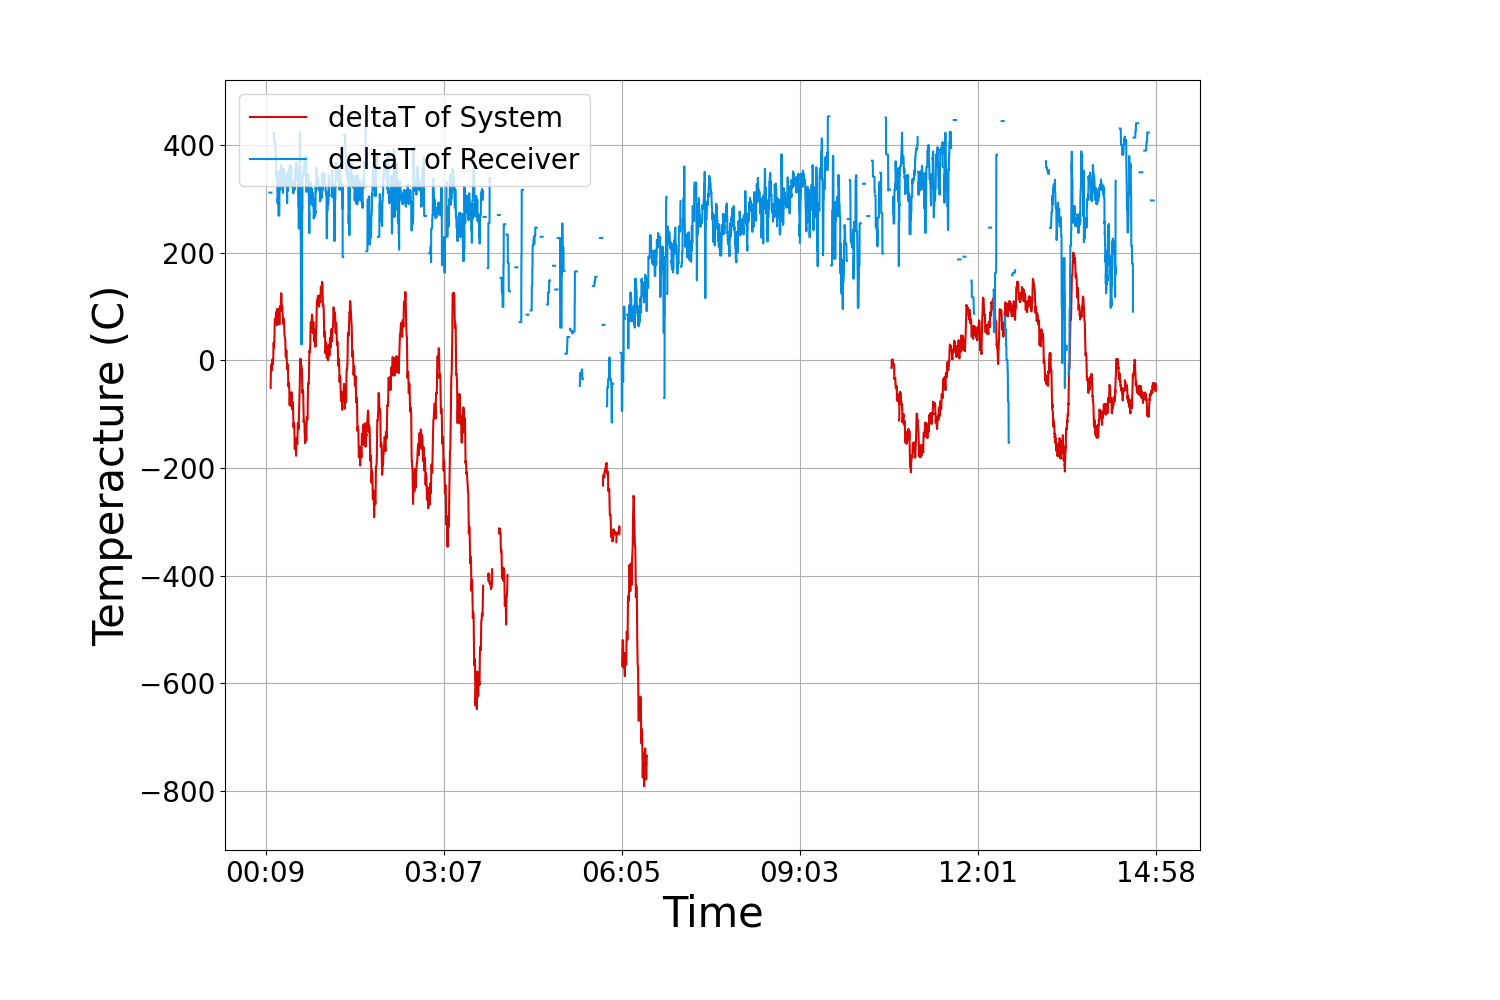 deltaT of System
deltaT of Receiver
400
200
0
−200
−400
−600
−800
Temperacture (C)
00:09 03:07 06:05 09:03 12:01 14:58
Time